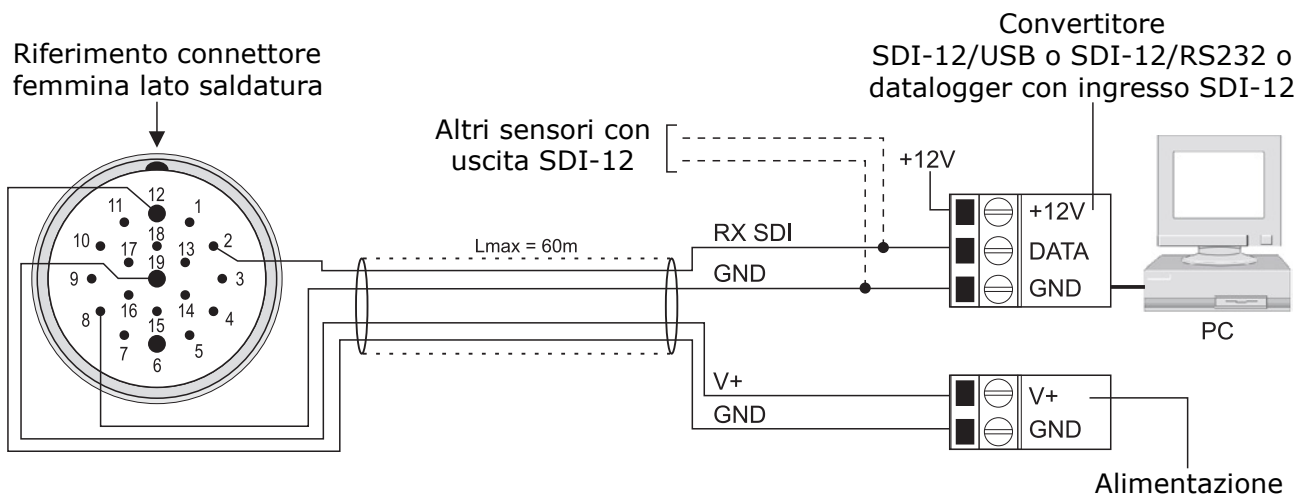 Convertitore
SDI-12/USB o SDI-12/RS232 o
datalogger con ingresso SDI-12
Riferimento connettore
femmina lato saldatura
Altri sensori con
uscita SDI-12
+12V
+12V
DATA
GND
PC
RX SDI
GND
Lmax = 60m
12
11
1
10
18
2
17
13
19
9
3
16
14
8
15
4
7
5
6
V+
GND
V+
GND
Alimentazione